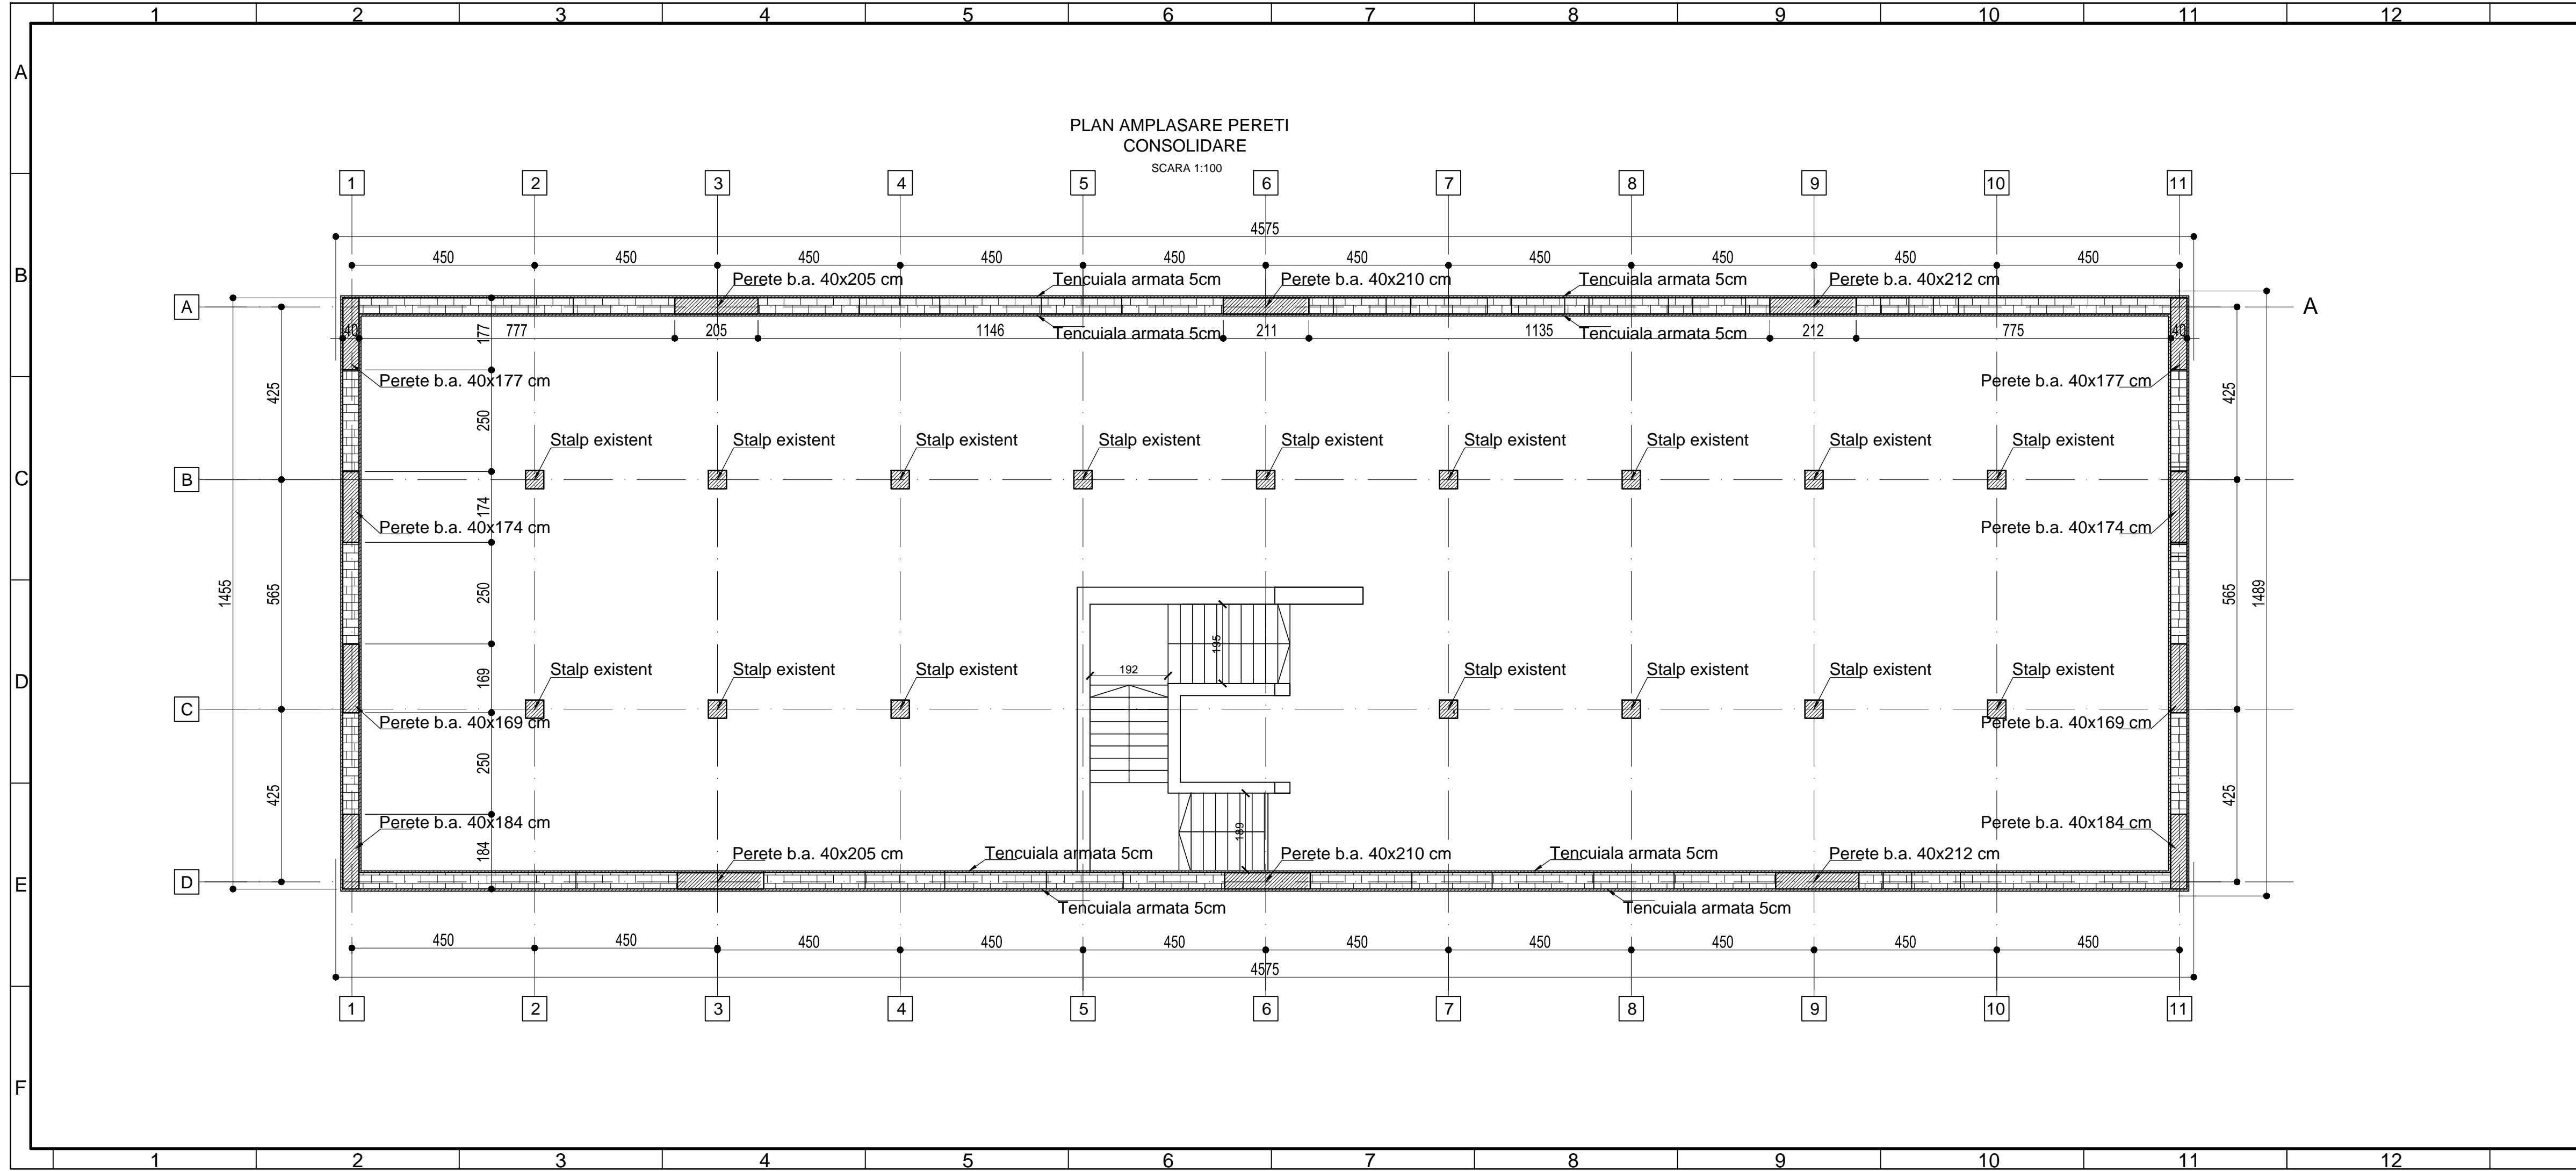 1 2 3 4 5 6 7 8 9 10 11 12
A
PLAN AMPLASARE PERETI
CONSOLIDARE
SCARA 1:100
1 2 3 4 5 6 7 8 9 10 11
4575
B
450 450 450 450 450 450 450 450 450 450
Perete b.a. 40x205 cm Tencuiala armata 5cm Perete b.a. 40x210 cm Tencuiala armata 5cm Perete b.a. 40x212 cm
A A
40 777 177 205 1146 Tencuiala armata 5cm 211 1135 Tencuiala armata 5cm 212 775 40
Perete b.a. 40x177 cm Perete b.a. 40x177 cm
425 425
250
Stalp existent Stalp existent Stalp existent Stalp existent Stalp existent Stalp existent Stalp existent Stalp existent Stalp existent
C
B
174
Perete b.a. 40x174 cm Perete b.a. 40x174 cm
1455 565 250 565 1489
195
Stalp existent Stalp existent Stalp existent 192 Stalp existent Stalp existent Stalp existent Stalp existent
D
169
C
Perete b.a. 40x169 cm Perete b.a. 40x169 cm
250
425 425
Perete b.a. 40x184 cm Perete b.a. 40x184 cm
189
184 Perete b.a. 40x205 cm Tencuiala armata 5cm Perete b.a. 40x210 cm Tencuiala armata 5cm Perete b.a. 40x212 cm
E
D
Tencuiala armata 5cm Tencuiala armata 5cm
450 450 450 450 450 450 450 450 450 450
4575
1 2 3 4 5 6 7 8 9 10 11
F
1 2 3 4 5 6 7 8 9 10 11 12